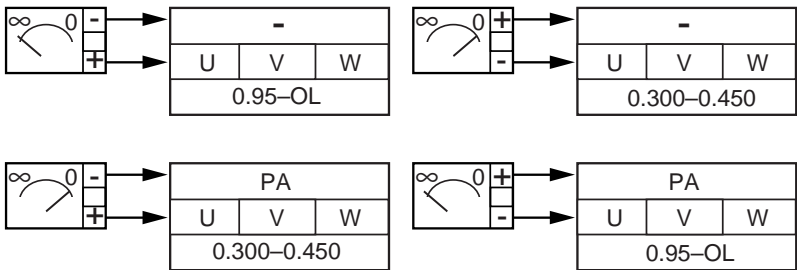 ∞ 0 - -
+ U V W
0.95–OL
∞ 0 + -
- U V W
0.300–0.450
∞ 0 - PA
+ U V W
0.300–0.450
∞ 0 + PA
- U V W
0.95–OL